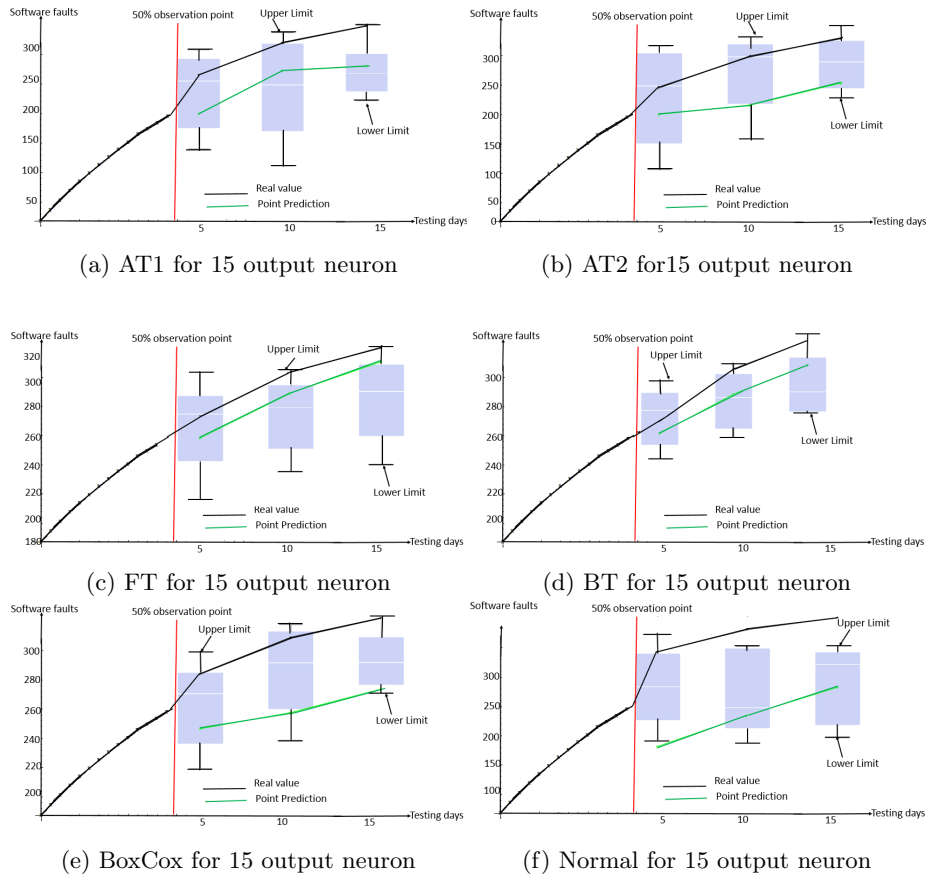 Software faults
50% observation point
Upper Limit
300
250
200
150
100
50
Lower Limit
Real value
Point Prediction
5
10
15
Testing days
(a) AT1 for 15 output neuron
Software faults
50% observation point
Upper Limit
300
250
200
150
100
50
0
Lower Limit
Real value
Point Prediction
5
10
15
Testing days
(b) AT2 for15 output neuron
Software faults
50% observation point
Upper Limit
320
300
280
260
240
220
200
180
Lower Limit
Real value
Point Prediction
5
10
15
Testing days
(c) FT for 15 output neuron
Software faults
50% observation point
Upper Limit
300
280
260
240
220
200
Lower Limit
Real value
Point Prediction
5
10
15
Testing days
(d) BT for 15 output neuron
Software faults
50% observation point
Upper Limit
300
280
260
240
220
200
Lower Limit
Real value
Point Prediction
5
10
15
Testing days
(e) BoxCox for 15 output neuron
Software faults
50% observation point
Upper Limit
300
250
200
150
100
Lower Limit
Real value
Point Prediction
5
10
15
Testing days
(f) Normal for 15 output neuron